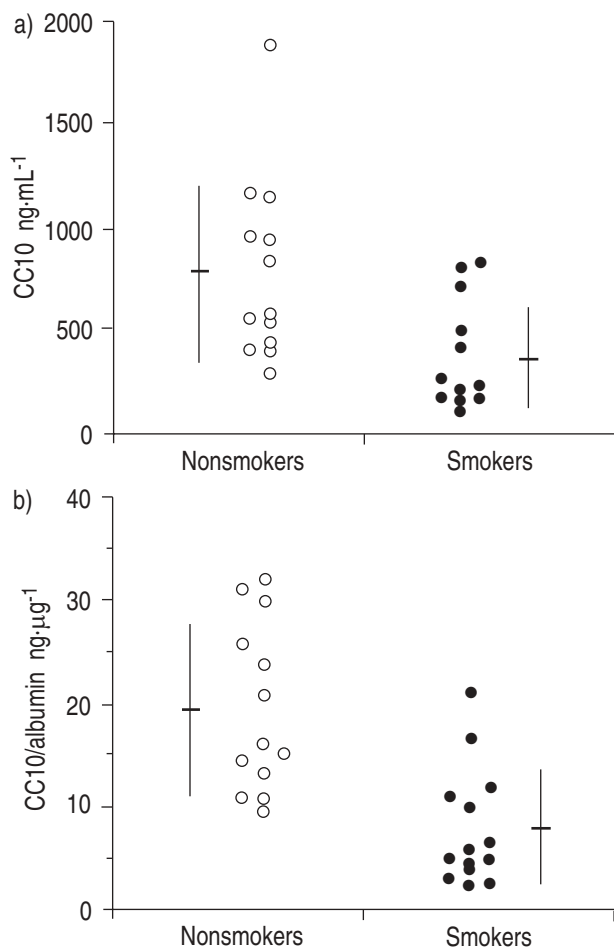 a)
2000
1500
1000
500
0
CC10 ng·mL⁻¹
Nonsmokers Smokers
b)
40
30
20
10
0
CC10/albumin ng·µg⁻¹
Nonsmokers Smokers